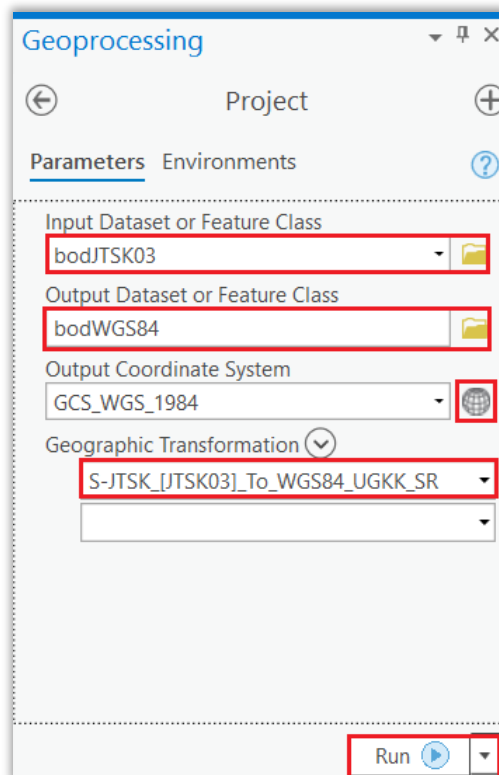 Geoprocessing
Project
Parameters Environments
Input Dataset or Feature Class
bodJTSK03
Output Dataset or Feature Class
bodWGS84
Output Coordinate System
GCS_WGS_1984
Geographic Transformation
S-JTSK_[JTSK03]_To_WGS84_UGKK_SR
Run